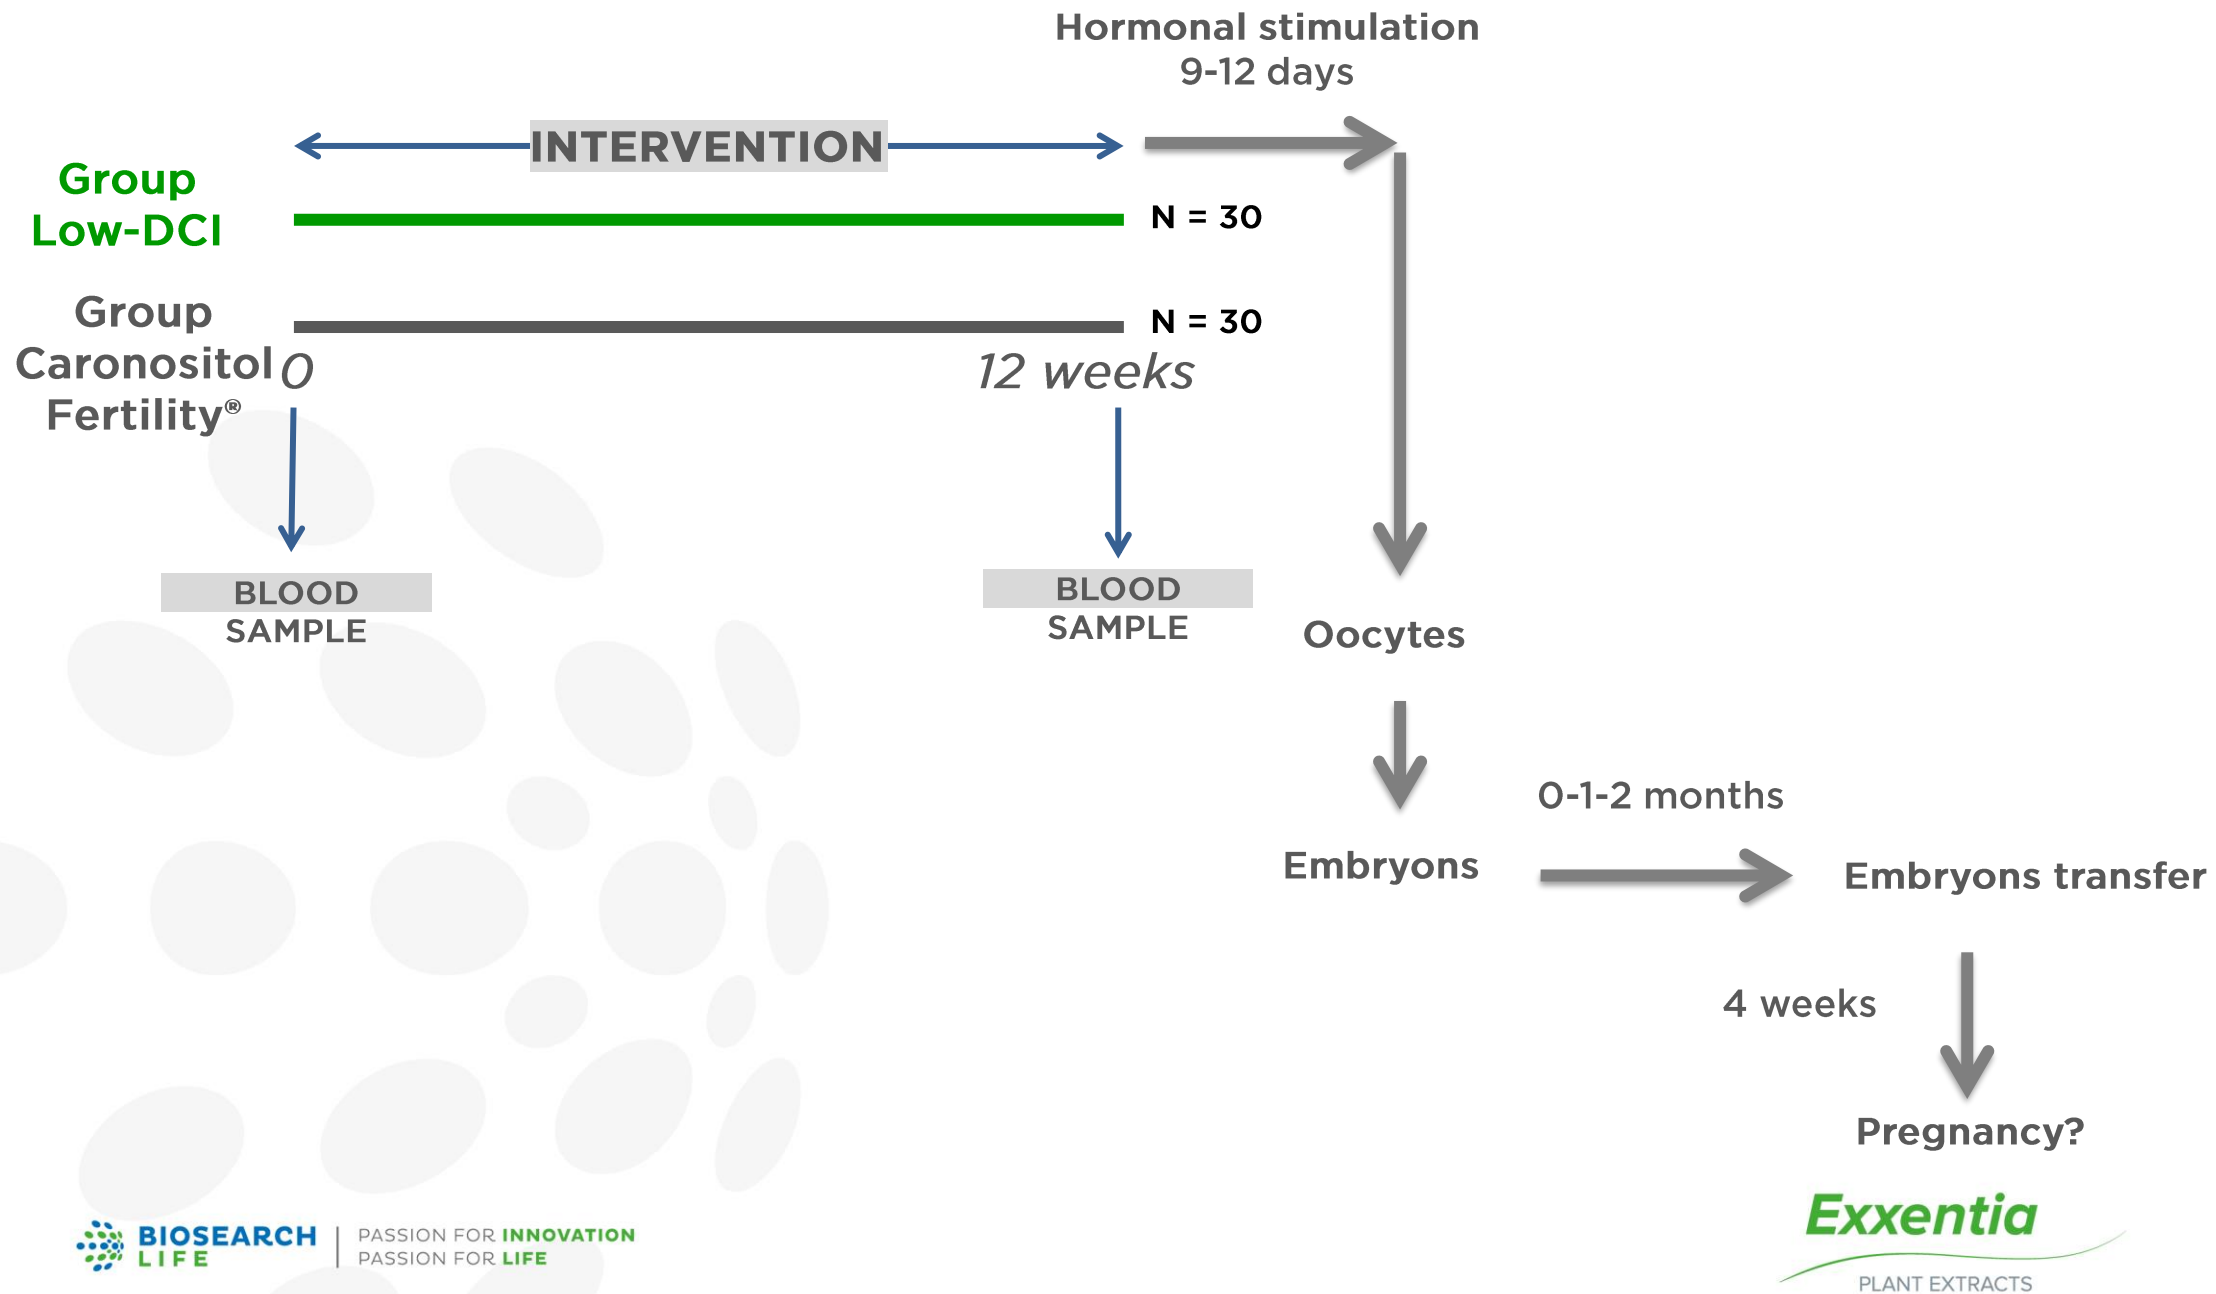 Hormonal stimulation
9-12 days
INTERVENTION
Group
Low-DCI
N = 30
Group
Caronositol
Fertility®
N = 30
0
12 weeks
BLOOD
SAMPLE
BLOOD
SAMPLE
Oocytes
Embryons
0-1-2 months
Embryons transfer
4 weeks
Pregnancy?
BIOSEARCH
LIFE
PASSION FOR INNOVATION
PASSION FOR LIFE
Exxentia
PLANT EXTRACTS